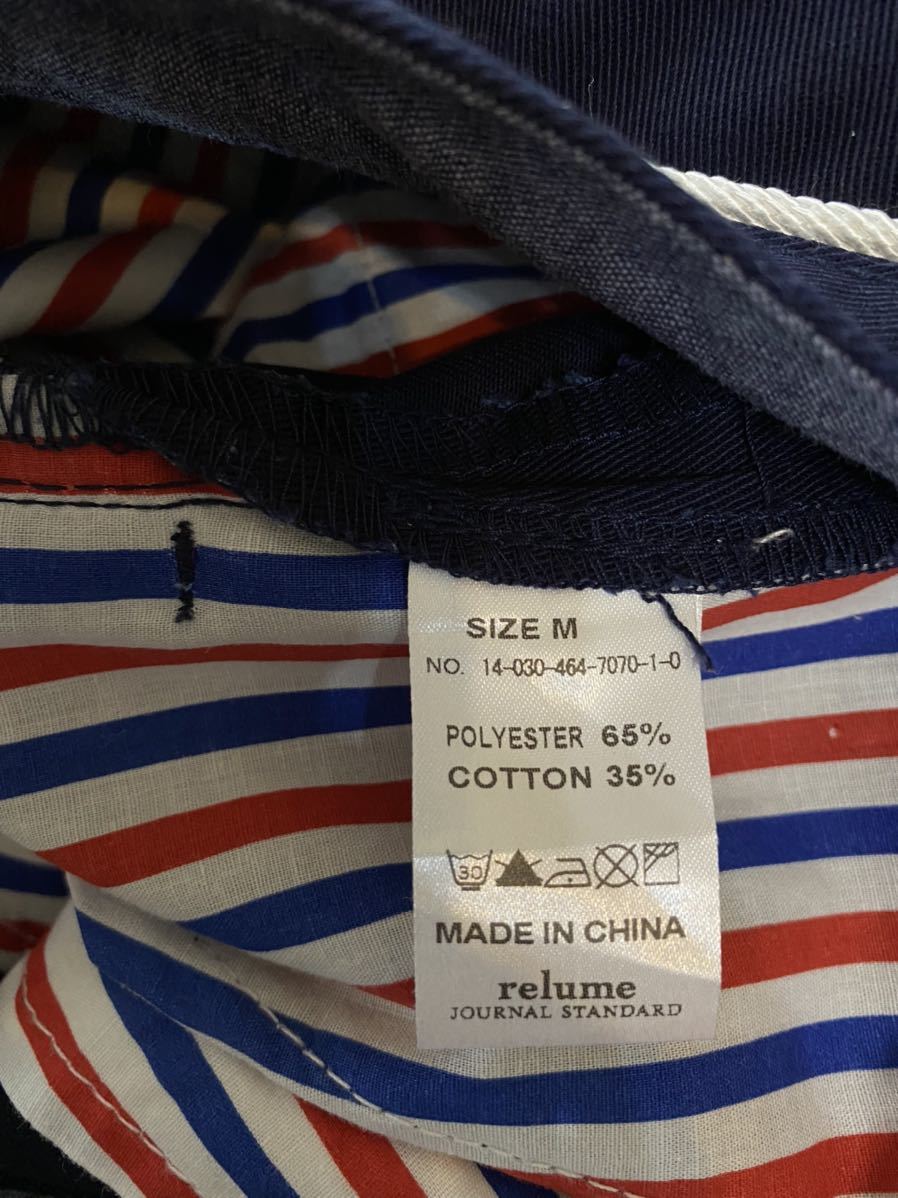 SIZE M
NO. 14-030-464-7070-1-0
POLYESTER 65%
COTTON 35%
30
MADE IN CHINA
relume
JOURNAL STANDARD